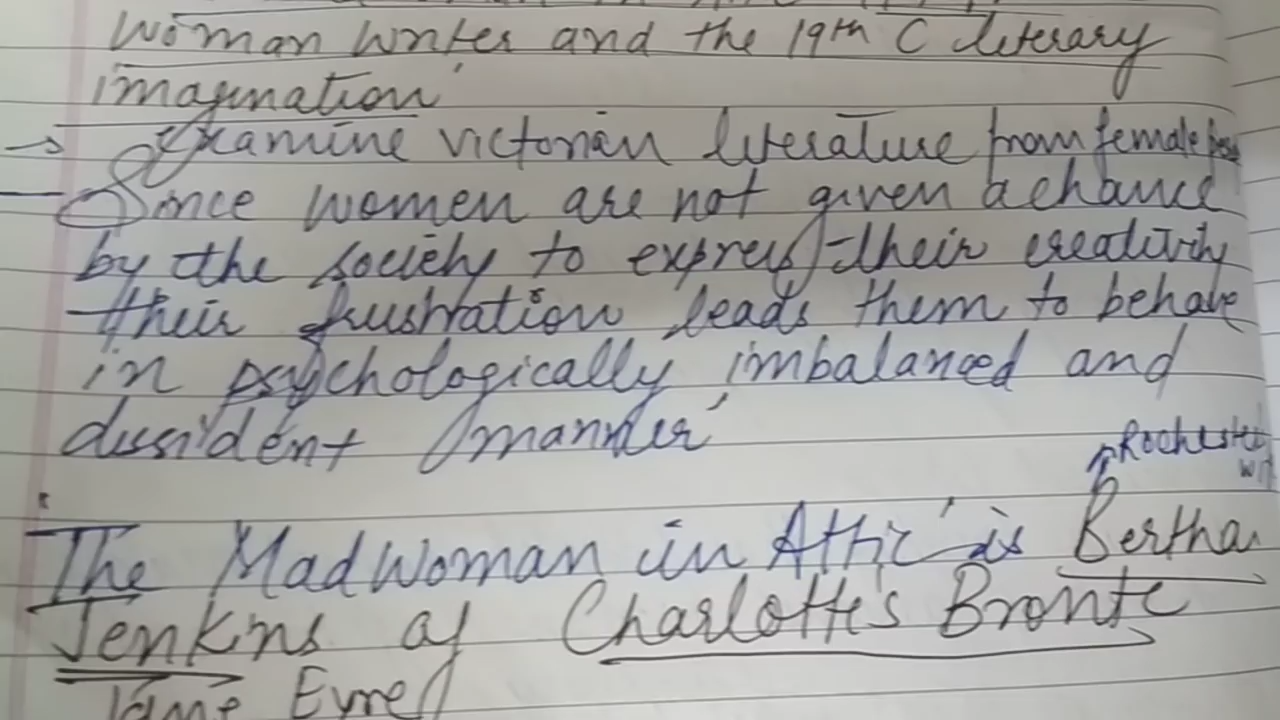 Woman Writer and the 19th C literary
imagination'
→ Examine Victorian literature from female
— Since women are not given a chance
by the society to express their creativity
their frustration leads them to behave
in psychologically imbalanced and
dissident manner'
Rochester
The Mad Woman in Attic' is Bertha
Jenkins of Charlotte's Bronte
Jane Eyre